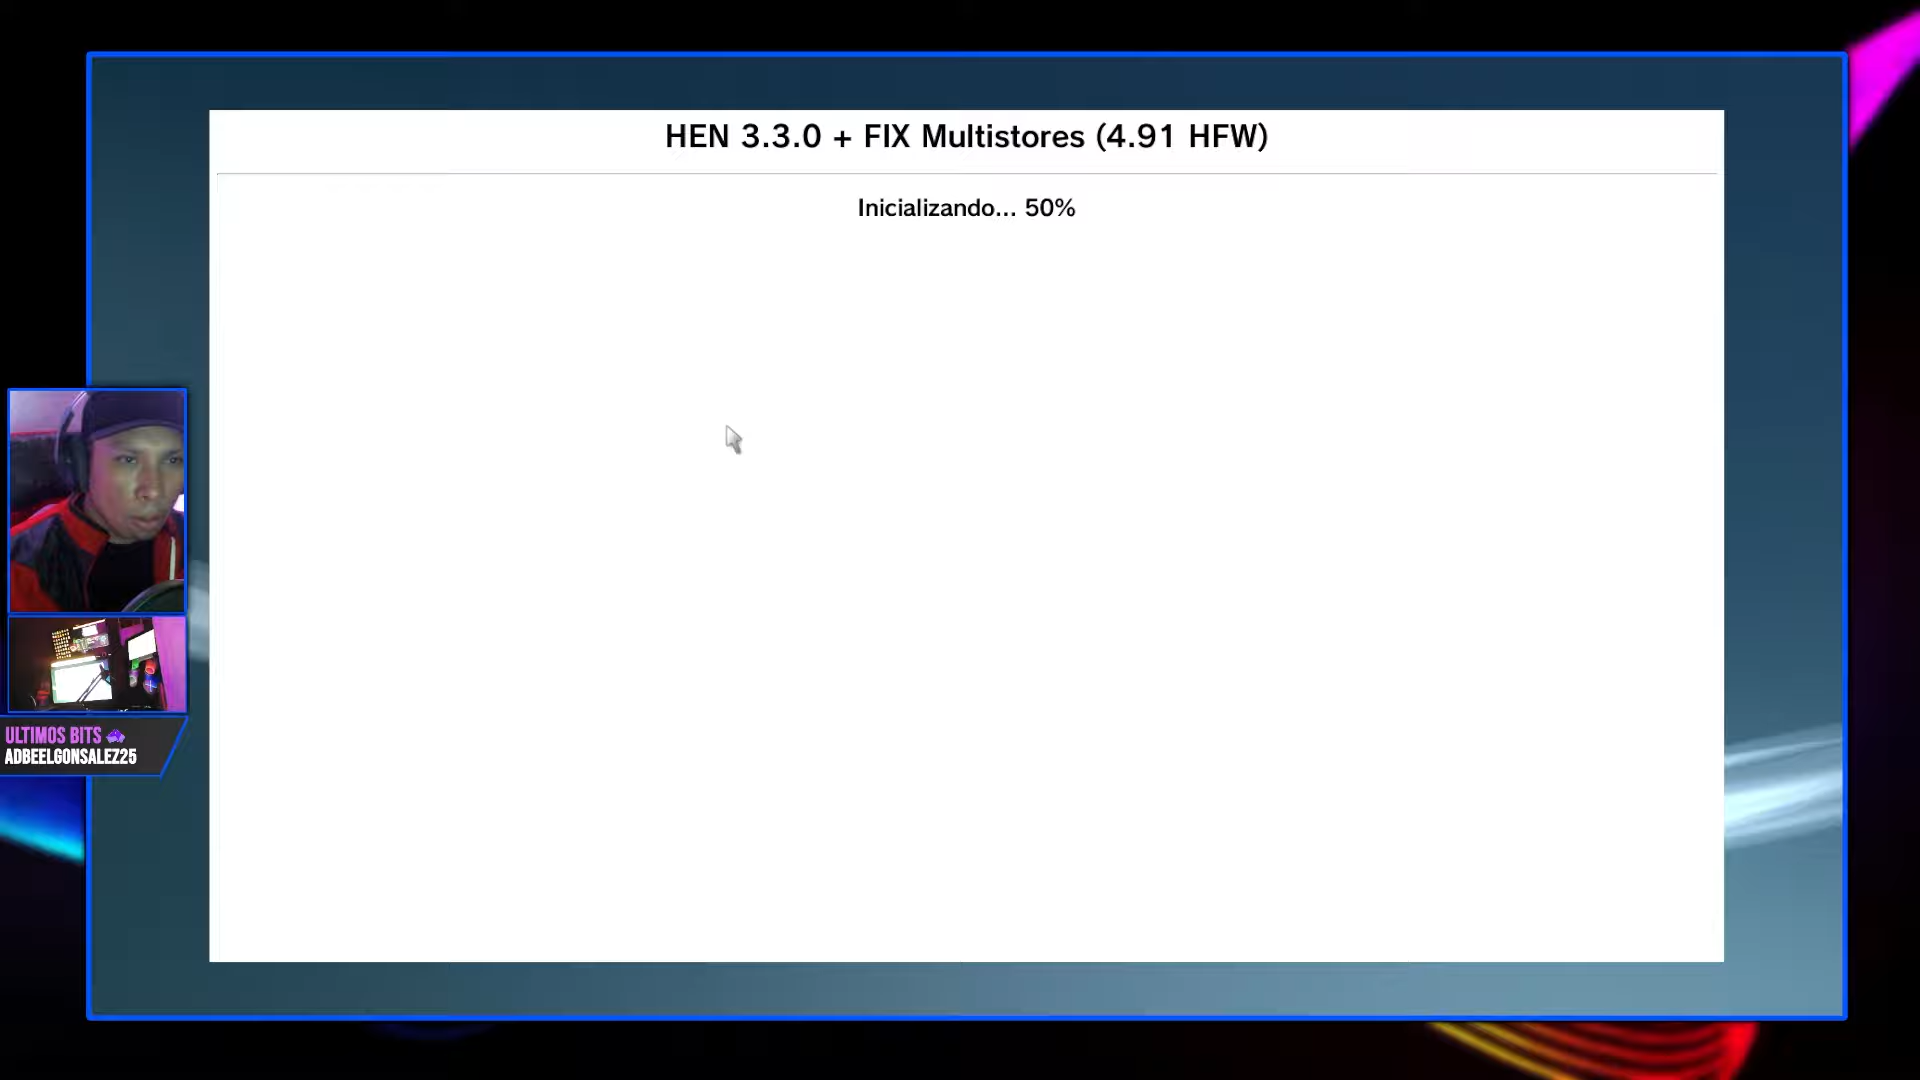 HEN 3.3.0 + FIX Multistores (4.91 HFW)
Inicializando... 50%
ULTIMOS BITS
ADBEELGONSALEZ25